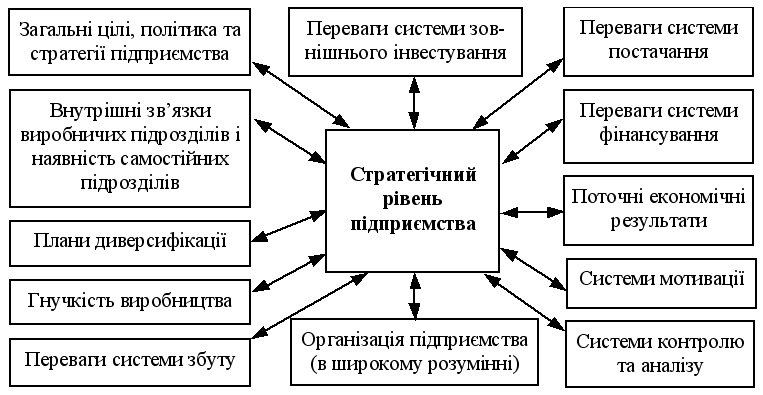 Загальні цілі, політика та
стратегії підприємства
Переваги системи зов-
нішнього інвестування
Переваги системи
постачання
Внутрішні зв’язки
виробничих підрозділів і
наявність самостійних
підрозділів
Переваги системи
фінансування
Стратегічний
рівень
підприємства
Поточні економічні
результати
Плани диверсифікації
Системи мотивації
Гнучкість виробництва
Організація підприємства
(в широкому розумінні)
Системи контролю
та аналізу
Переваги системи збуту